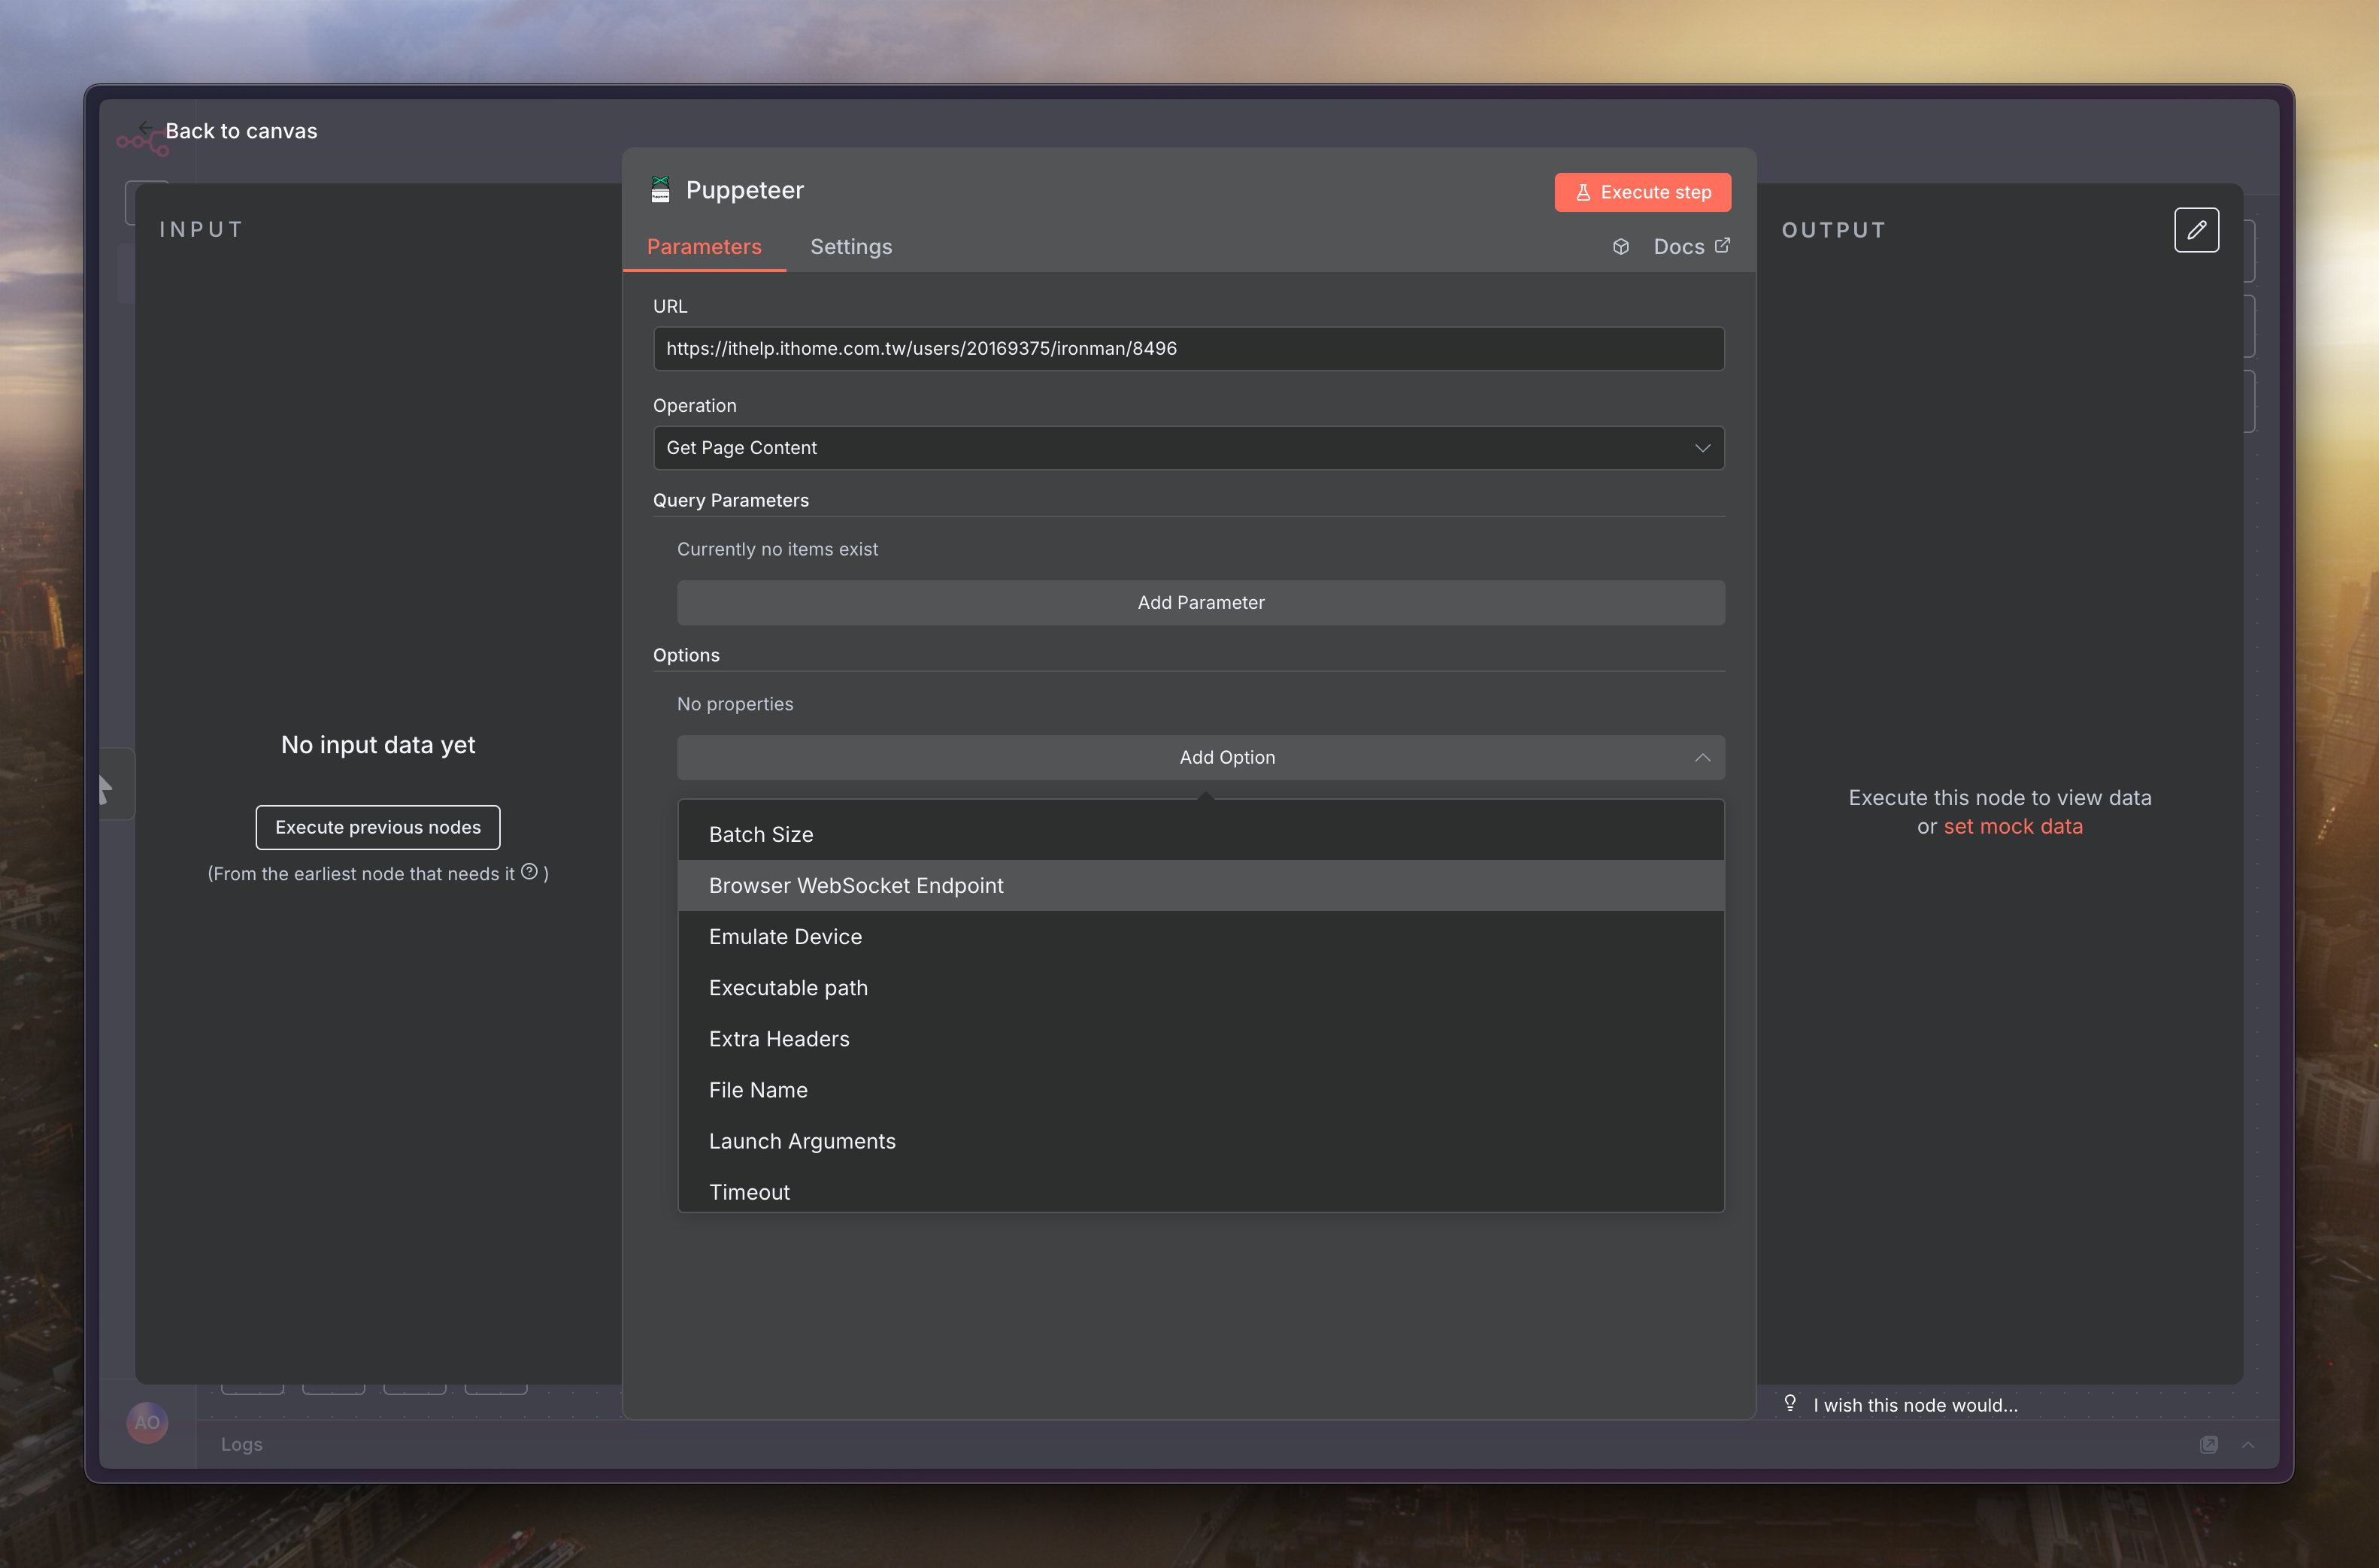 Back to canvas
INPUT
No input data yet
Execute previous nodes
(From the earliest node that needs it ? )
Puppeteer
Execute step
Parameters
Settings
Docs
URL
https://ithelp.ithome.com.tw/users/20169375/ironman/8496
Operation
Get Page Content
Query Parameters
Currently no items exist
Add Parameter
Options
No properties
Add Option
Batch Size
Browser WebSocket Endpoint
Emulate Device
Executable path
Extra Headers
File Name
Launch Arguments
Timeout
OUTPUT
Execute this node to view data
or set mock data
I wish this node would...
AO
Logs